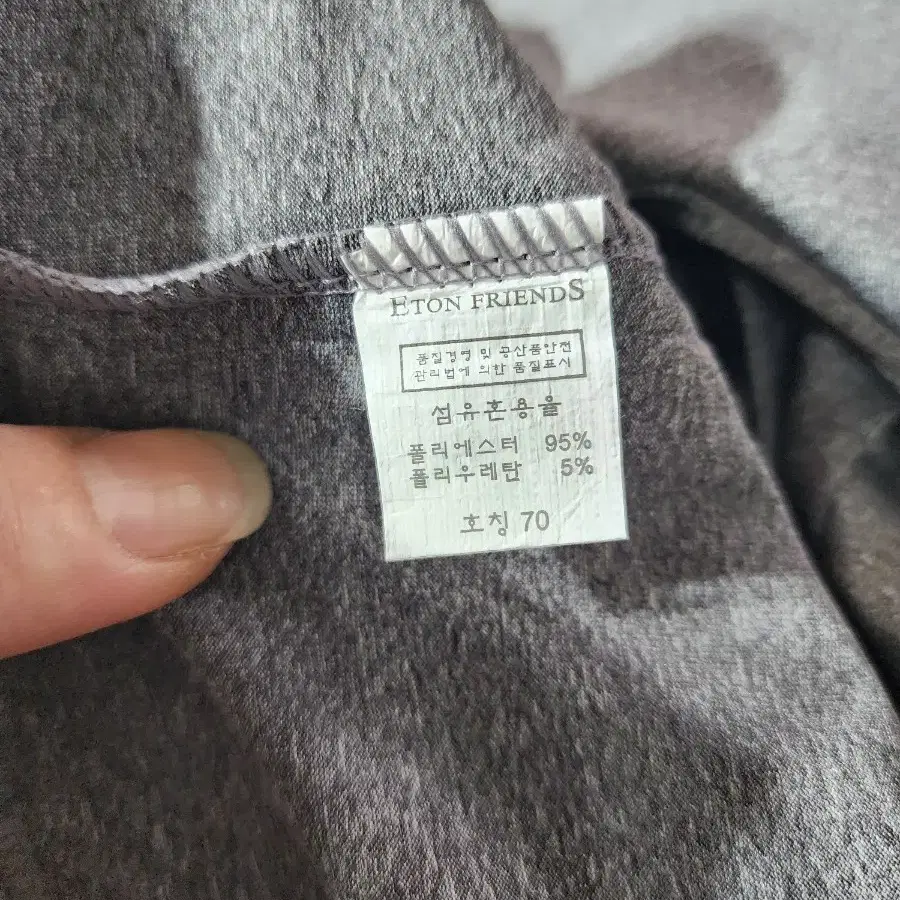 ETON FRIENDS
품질경영 및 공산품안전
관리법에 의한 품질표시
섬유혼용율
폴리에스터 95%
폴리우레탄 5%
호칭 70